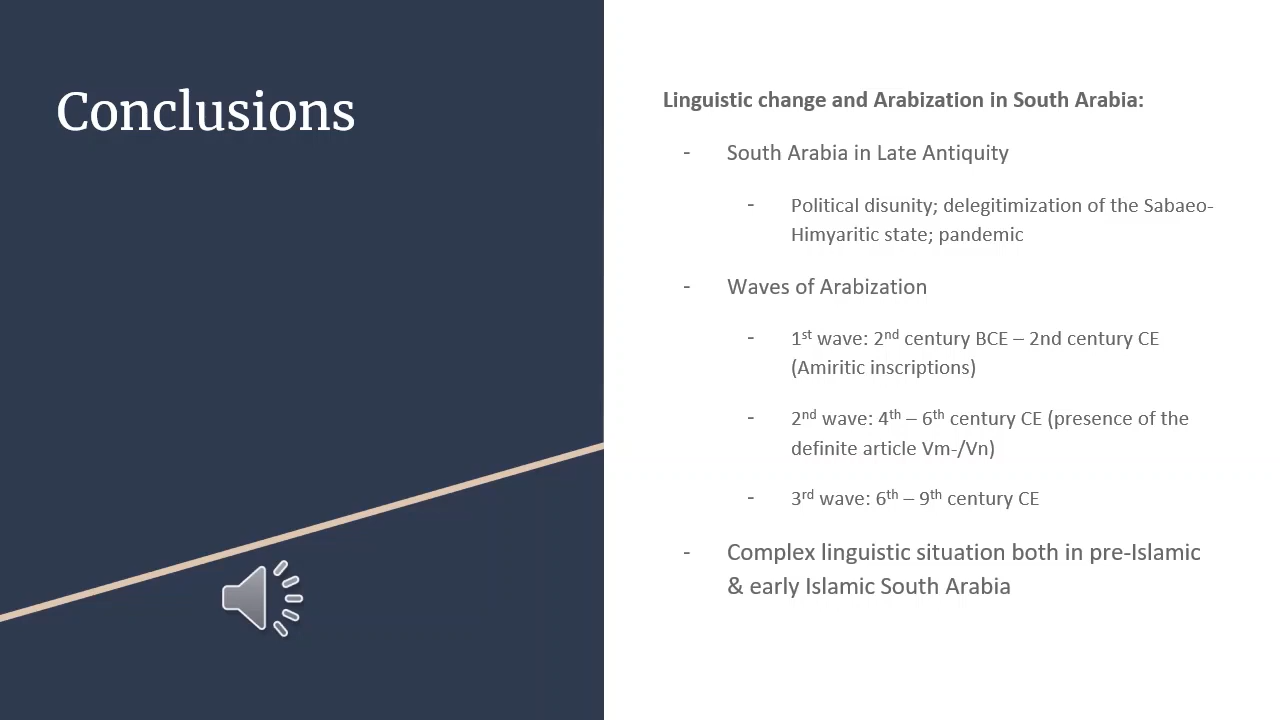 Conclusions
Linguistic change and Arabization in South Arabia:
- South Arabia in Late Antiquity
- Political disunity; delegitimization of the Sabaeo-
Himyaritic state; pandemic
- Waves of Arabization
- 1st wave: 2nd century BCE – 2nd century CE
(Amiritic inscriptions)
- 2nd wave: 4th – 6th century CE (presence of the
definite article Vm-/Vn)
- 3rd wave: 6th – 9th century CE
- Complex linguistic situation both in pre-Islamic
& early Islamic South Arabia